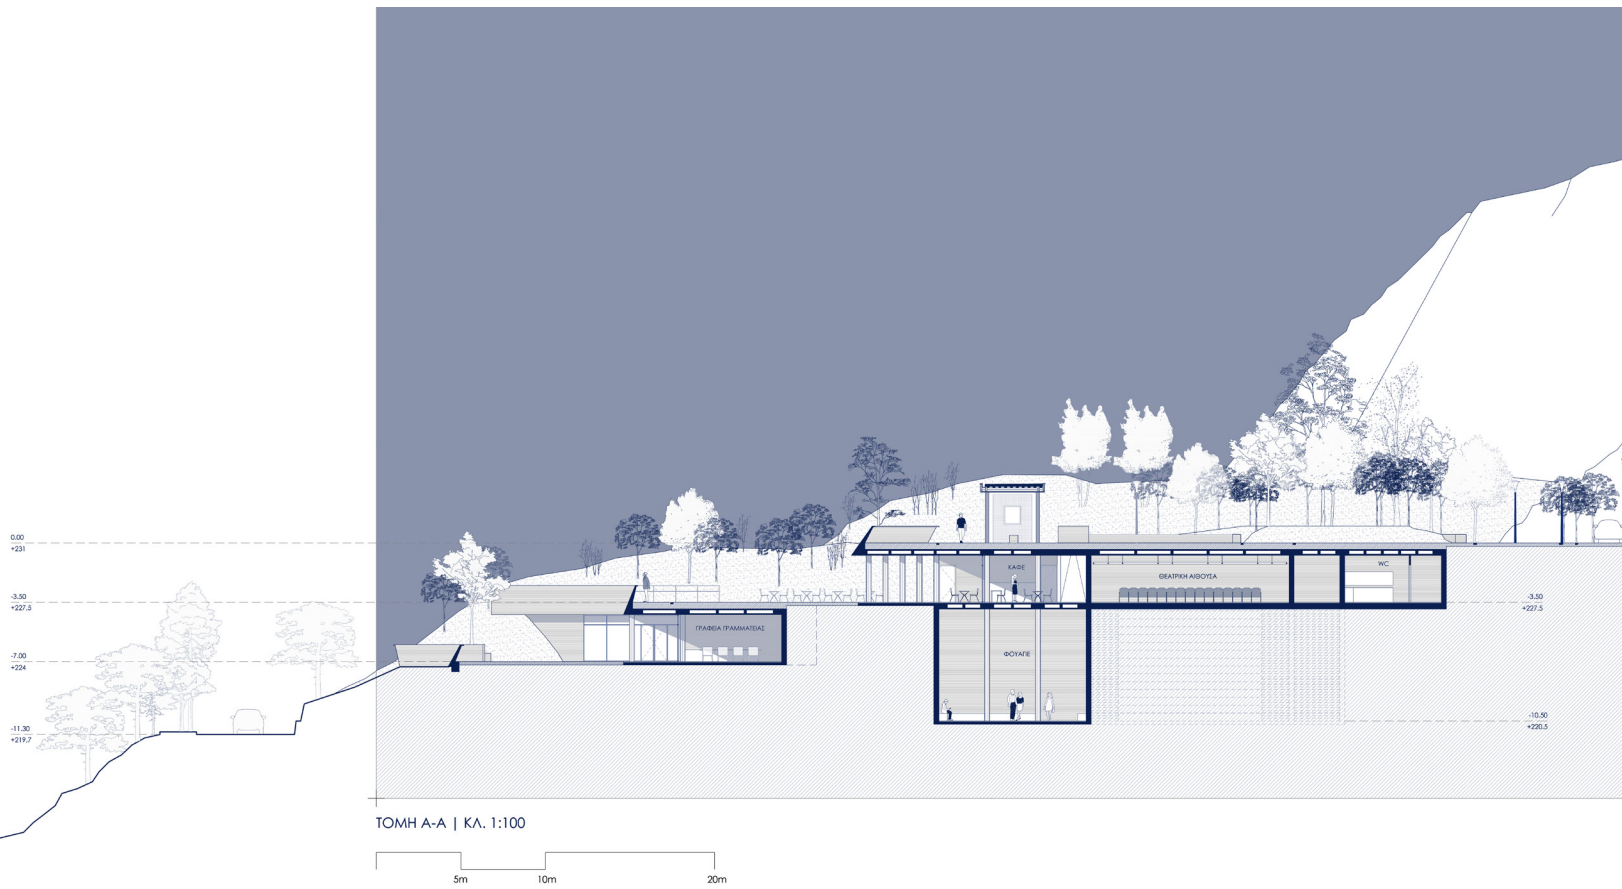 0.00
+231
ΚΑΦΕ
WC
ΘΕΑΤΡΙΚΗ ΑΙΘΟΥΣΑ
-3.50
+227.5
-3.50
+227.5
ΓΡΑΦΕΙΑ ΓΡΑΜΜΑΤΕΙΑΣ
-7.00
+224
ΦΟΥΑΓΙΕ
-10.50
+220.5
-11.30
+219.7
ΤΟΜΗ Α-Α | ΚΛ. 1:100
5m
10m
20m